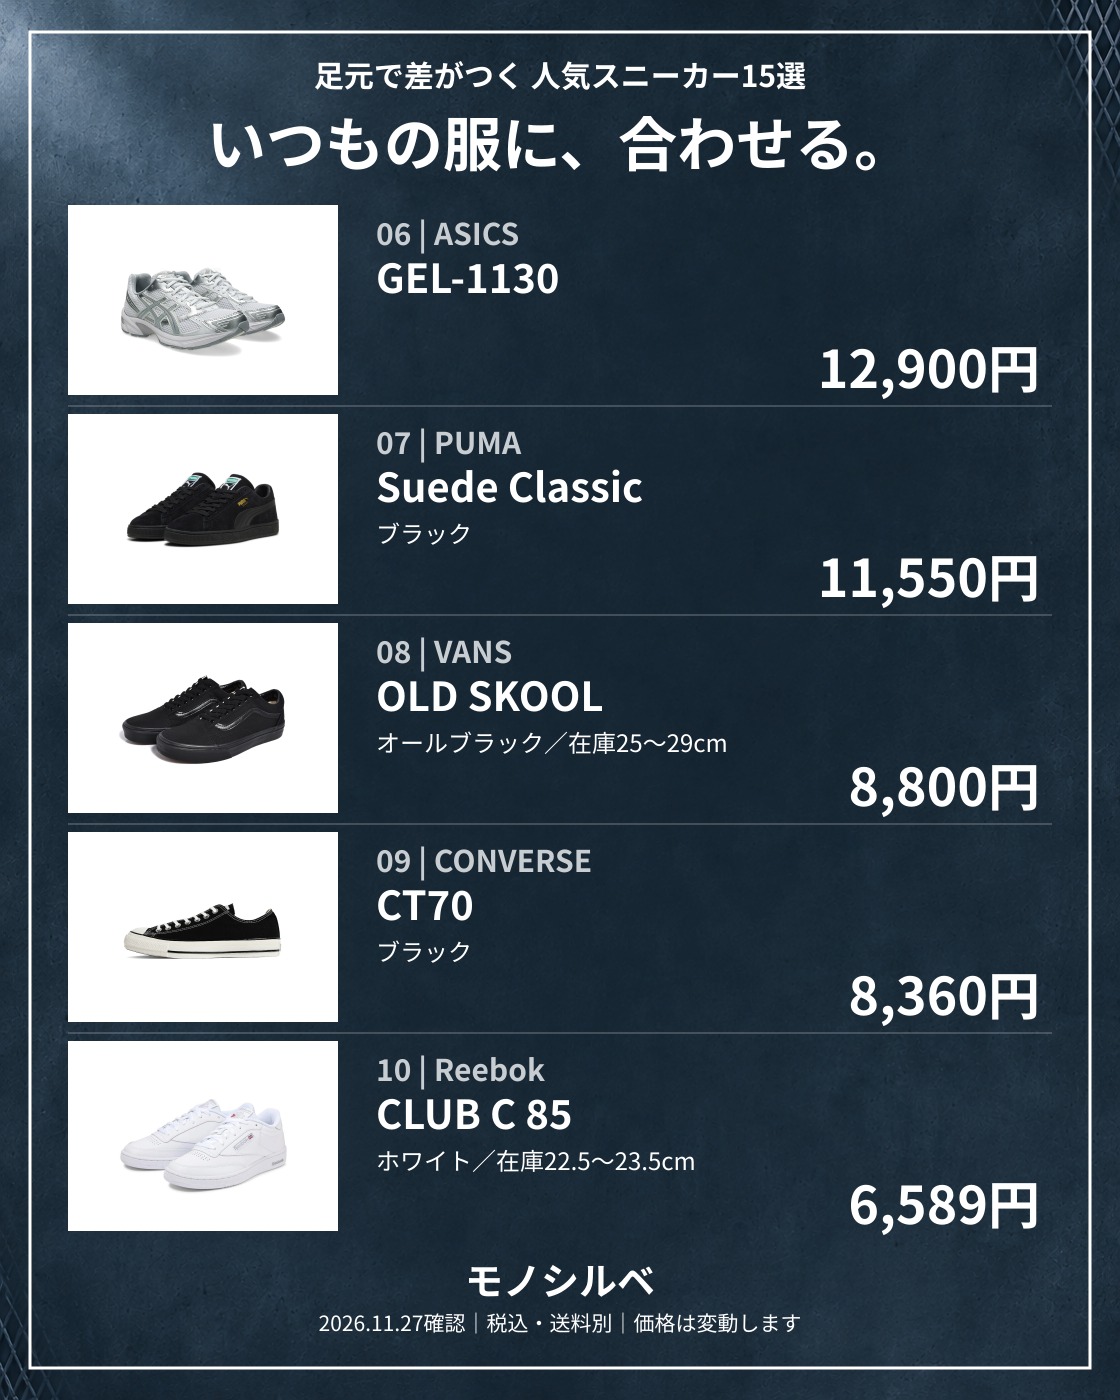 足元で差がつく 人気スニーカー15選
いつもの服に、合わせる。
06 | ASICS
GEL-1130
12,900円
07 | PUMA
Suede Classic
ブラック
11,550円
08 | VANS
OLD SKOOL
オールブラック／在庫25〜29cm
8,800円
09 | CONVERSE
CT70
ブラック
8,360円
10 | Reebok
CLUB C 85
ホワイト／在庫22.5〜23.5cm
6,589円
モノシルベ
2026.11.27確認｜税込・送料別｜価格は変動します